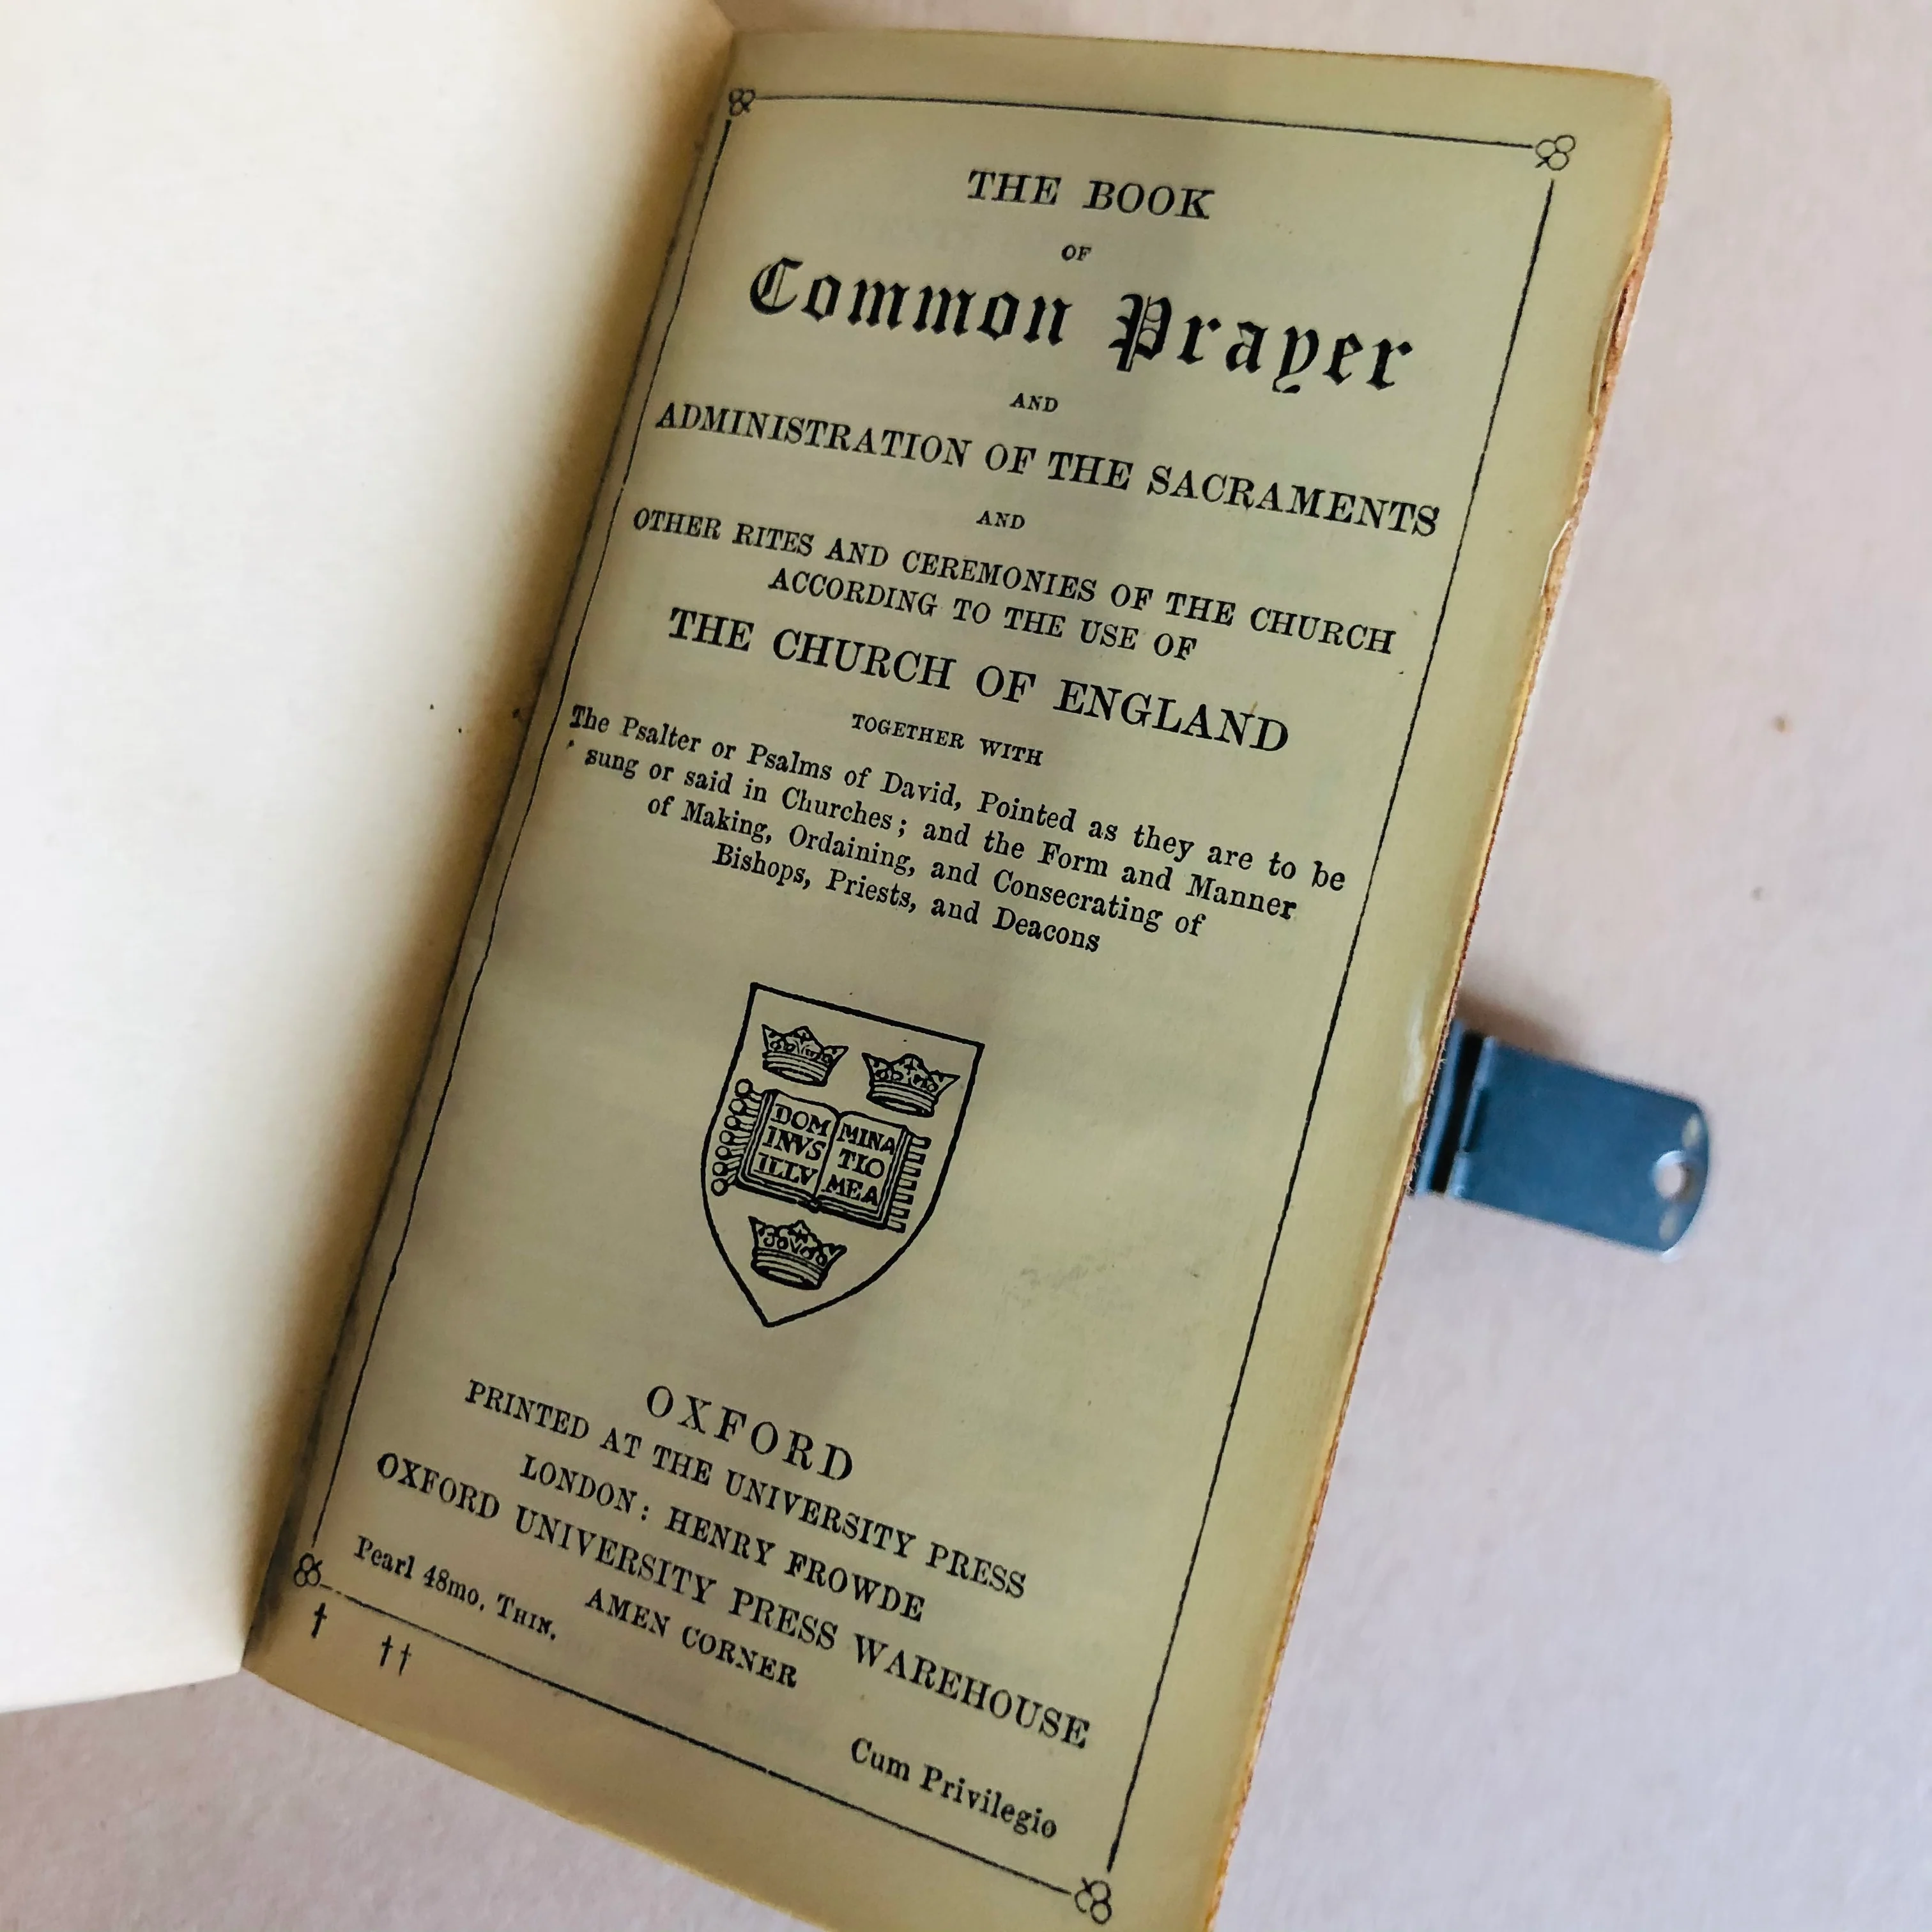 THE BOOK
OF
Common Prayer
AND
ADMINISTRATION OF THE SACRAMENTS
AND
OTHER RITES AND CEREMONIES OF THE CHURCH
ACCORDING TO THE USE OF
THE CHURCH OF ENGLAND
TOGETHER WITH
The Psalter or Psalms of David, Pointed as they are to be
sung or said in Churches; and the Form and Manner
of Making, Ordaining, and Consecrating of
Bishops, Priests, and Deacons
DOM
INVS
ILLV
MINA
TIO
MEA
OXFORD
PRINTED AT THE UNIVERSITY PRESS
LONDON: HENRY FROWDE
OXFORD UNIVERSITY PRESS WAREHOUSE
AMEN CORNER
Pearl 48mo. THIN.
Cum Privilegio
† ††